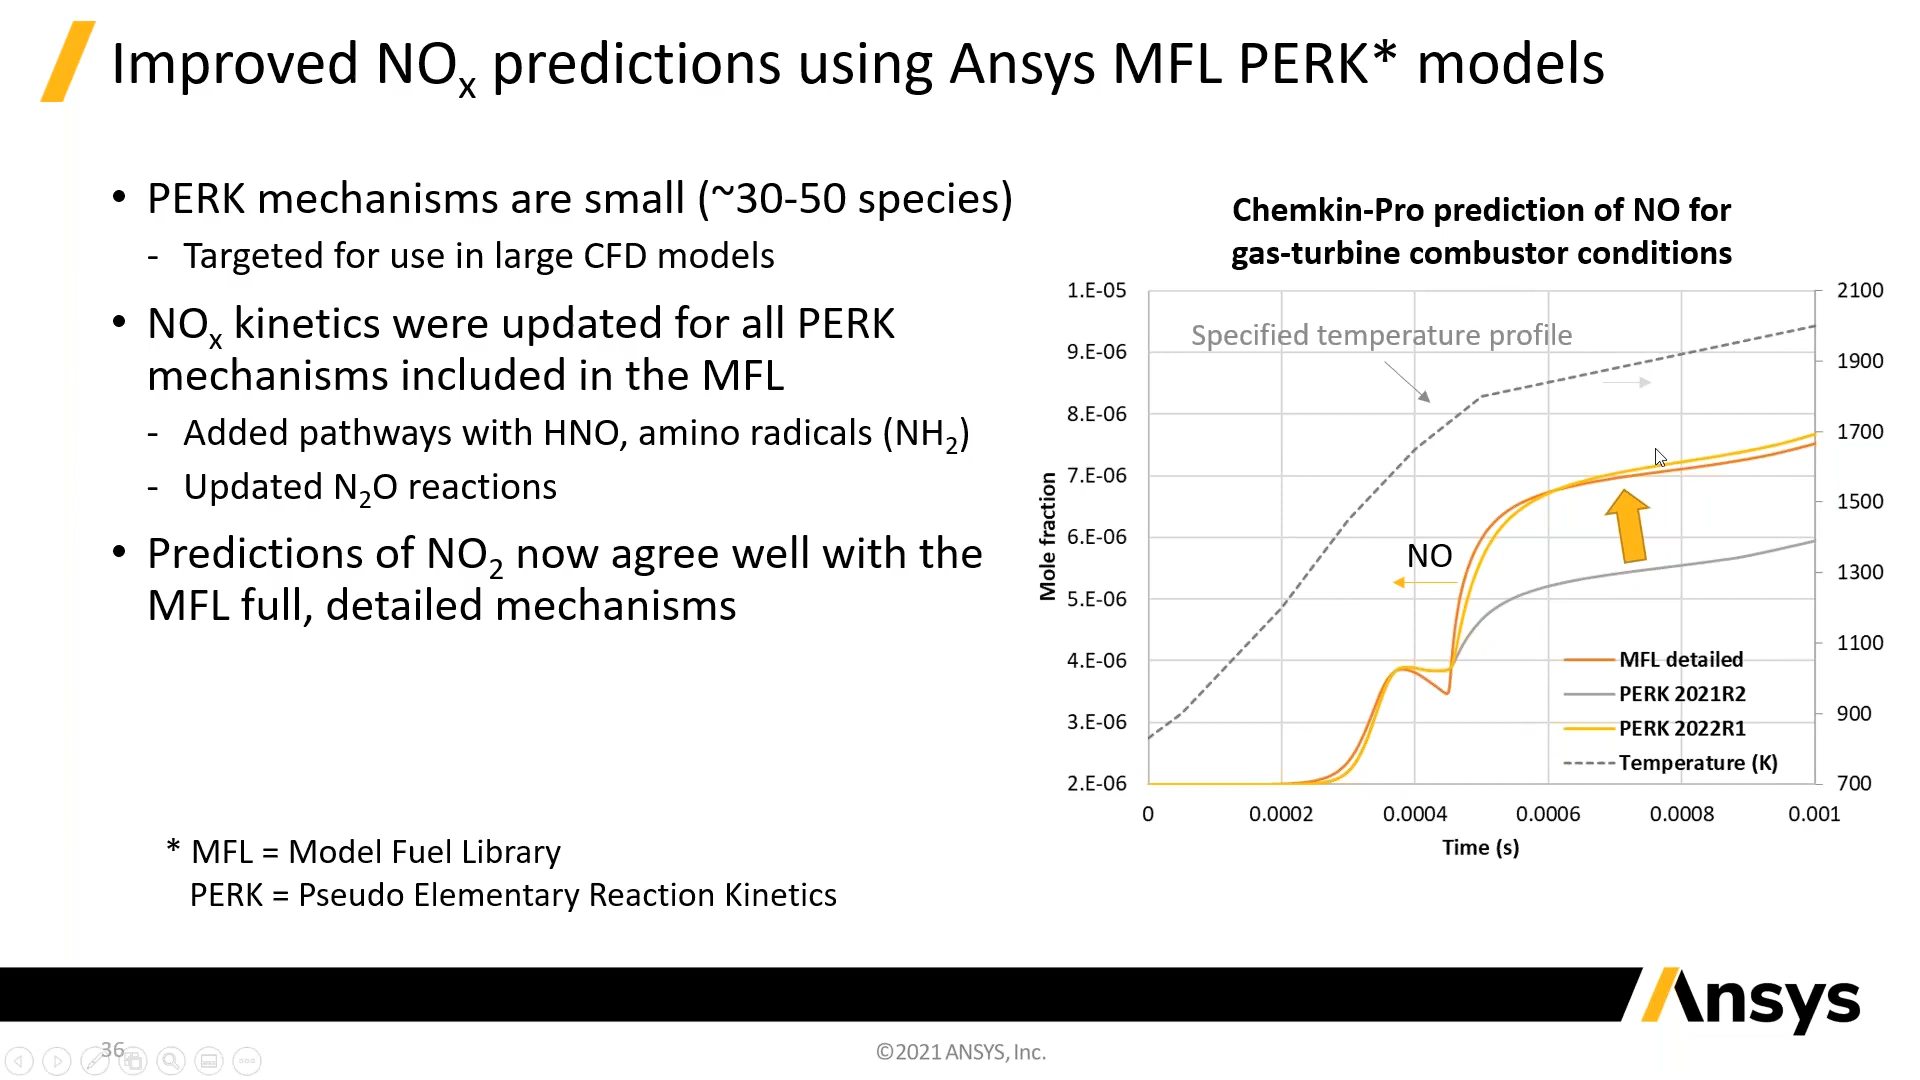 Improved NOx predictions using Ansys MFL PERK* models
• PERK mechanisms are small (~30-50 species)
- Targeted for use in large CFD models
• NOx kinetics were updated for all PERK
mechanisms included in the MFL
- Added pathways with HNO, amino radicals (NH2)
- Updated N2O reactions
• Predictions of NO2 now agree well with the
MFL full, detailed mechanisms
* MFL = Model Fuel Library
PERK = Pseudo Elementary Reaction Kinetics
Chemkin-Pro prediction of NO for
gas-turbine combustor conditions
Mole fraction
1.E-05
9.E-06
8.E-06
7.E-06
6.E-06
5.E-06
4.E-06
3.E-06
2.E-06
Specified temperature profile
NO
MFL detailed
PERK 2021R2
PERK 2022R1
Temperature (K)
2100
1900
1700
1500
1300
1100
900
700
0 0.0002 0.0004 0.0006 0.0008 0.001
Time (s)
Ansys
36
©2021 ANSYS, Inc.